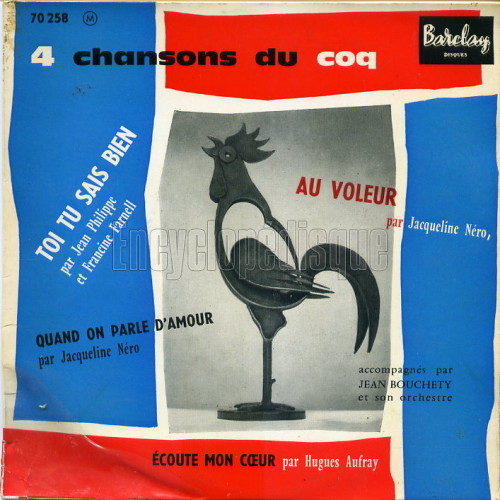 70 258 M
Barclay
DISQUES
4 chansons du coq
TOI TU SAIS BIEN
par Jean Philippe
et Francine Farnell
AU VOLEUR
par Jacqueline Néro,
Encyclopédisque
QUAND ON PARLE D'AMOUR
par Jacqueline Néro
accompagnés par
JEAN BOUCHETY
et son orchestre
ÉCOUTE MON CŒUR par Hugues Aufray